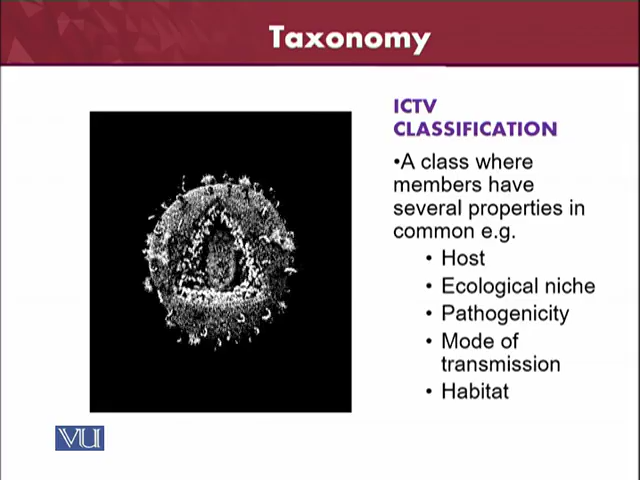 Taxonomy
ICTV
CLASSIFICATION
•A class where
members have
several properties in
common e.g.
• Host
• Ecological niche
• Pathogenicity
• Mode of
transmission
• Habitat
VU